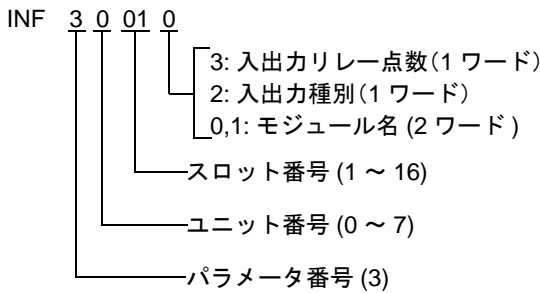 INF 3 0 01 0
3: 入出力リレー点数（1 ワード）
2: 入出力種別（1 ワード）
0,1: モジュール名 (2 ワード )
スロット番号 (1 ～ 16)
ユニット番号 (0 ～ 7)
パラメータ番号 (3)